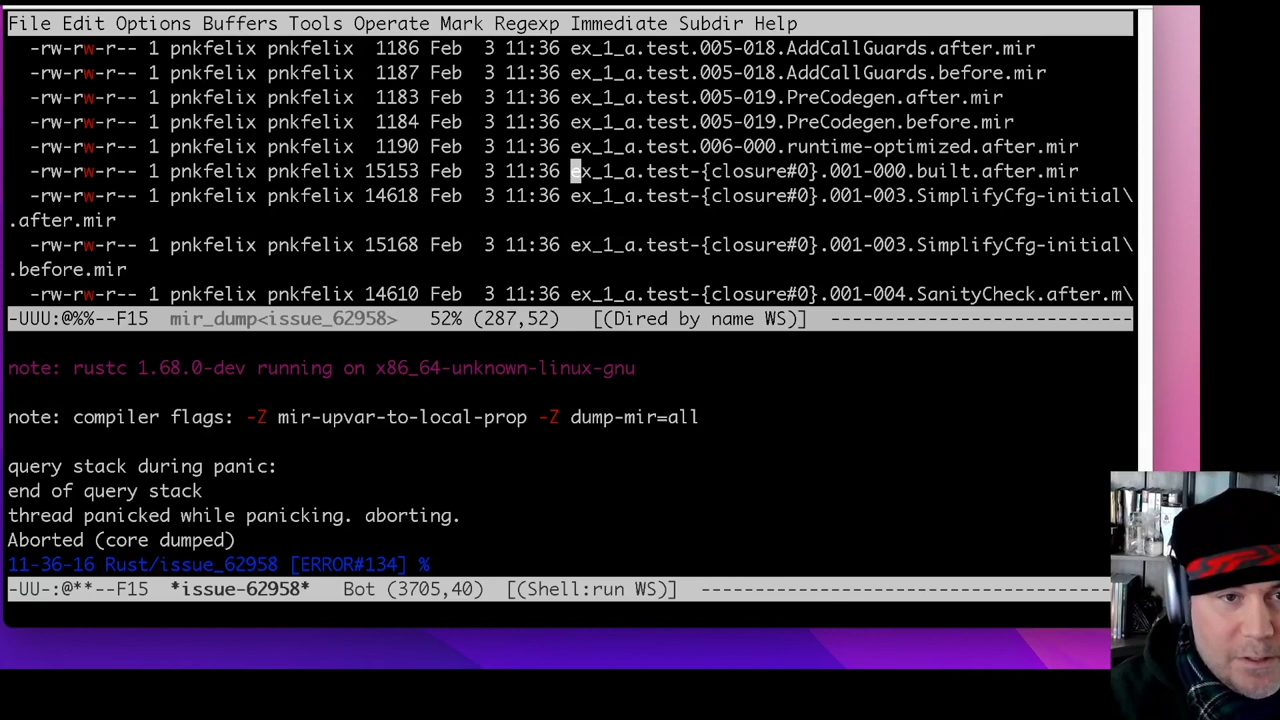 File Edit Options Buffers Tools Operate Mark Regexp Immediate Subdir Help
-rw-rw-r-- 1 pnkfelix pnkfelix 1186 Feb 3 11:36 ex_1_a.test.005-018.AddCallGuards.after.mir
-rw-rw-r-- 1 pnkfelix pnkfelix 1187 Feb 3 11:36 ex_1_a.test.005-018.AddCallGuards.before.mir
-rw-rw-r-- 1 pnkfelix pnkfelix 1183 Feb 3 11:36 ex_1_a.test.005-019.PreCodegen.after.mir
-rw-rw-r-- 1 pnkfelix pnkfelix 1184 Feb 3 11:36 ex_1_a.test.005-019.PreCodegen.before.mir
-rw-rw-r-- 1 pnkfelix pnkfelix 1190 Feb 3 11:36 ex_1_a.test.006-000.runtime-optimized.after.mir
-rw-rw-r-- 1 pnkfelix pnkfelix 15153 Feb 3 11:36 ex_1_a.test-{closure#0}.001-000.built.after.mir
-rw-rw-r-- 1 pnkfelix pnkfelix 14618 Feb 3 11:36 ex_1_a.test-{closure#0}.001-003.SimplifyCfg-initial\
.after.mir
-rw-rw-r-- 1 pnkfelix pnkfelix 15168 Feb 3 11:36 ex_1_a.test-{closure#0}.001-003.SimplifyCfg-initial\
.before.mir
-rw-rw-r-- 1 pnkfelix pnkfelix 14610 Feb 3 11:36 ex_1_a.test-{closure#0}.001-004.SanityCheck.after.m\
-UUU:@%%--F15 mir_dump<issue_62958> 52% (287,52) [(Dired by name WS)] ----------------------------
note: rustc 1.68.0-dev running on x86_64-unknown-linux-gnu
note: compiler flags: -Z mir-upvar-to-local-prop -Z dump-mir=all
query stack during panic:
end of query stack
thread panicked while panicking. aborting.
Aborted (core dumped)
11-36-16 Rust/issue_62958 [ERROR#134] %
-UU-:@**--F15 *issue-62958* Bot (3705,40) [(Shell:run WS)] --------------------------------------